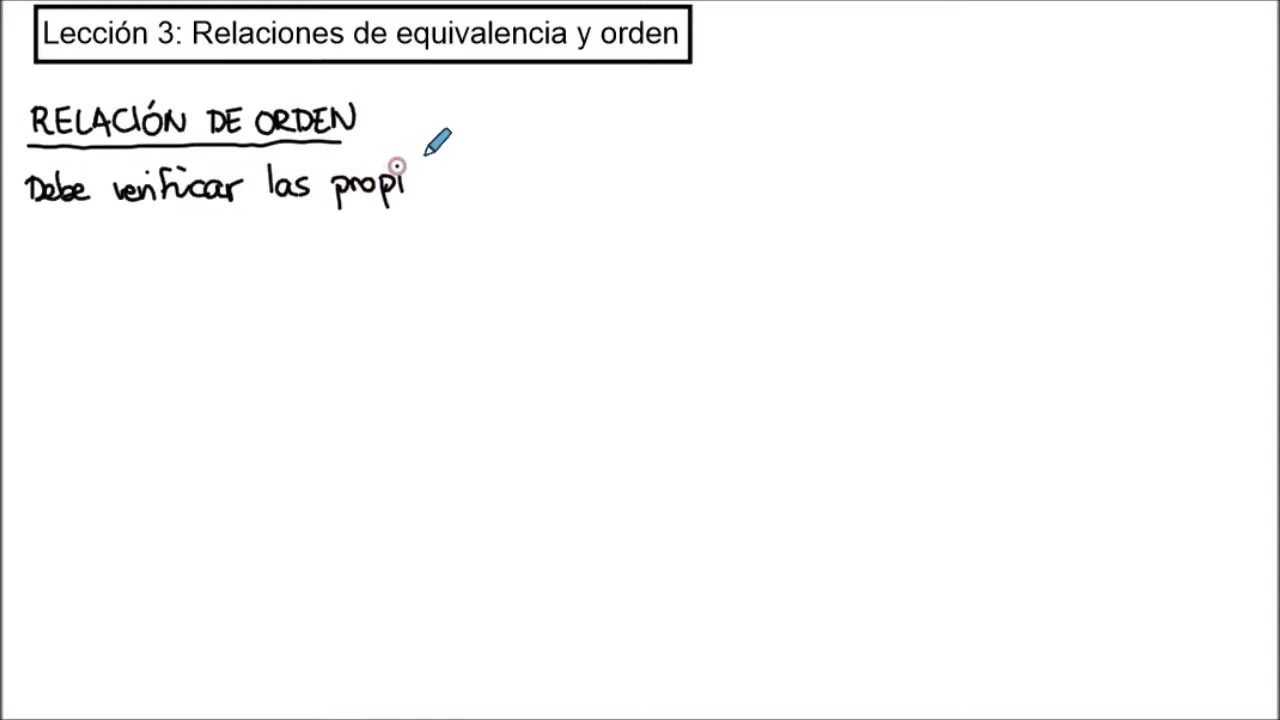 Lección 3: Relaciones de equivalencia y orden
RELACIÓN DE ORDEN
Debe verificar las propi